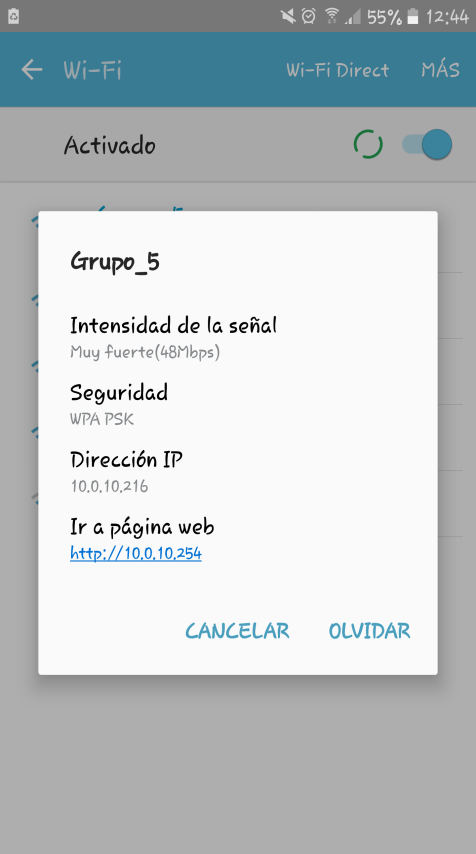 55% 12:44
Wi-Fi Wi-Fi Direct MÁS
Activado
Grupo_5
Intensidad de la señal
Muy fuerte(48Mbps)
Seguridad
WPA PSK
Dirección IP
10.0.10.216
Ir a página web
http://10.0.10.254
CANCELAR OLVIDAR